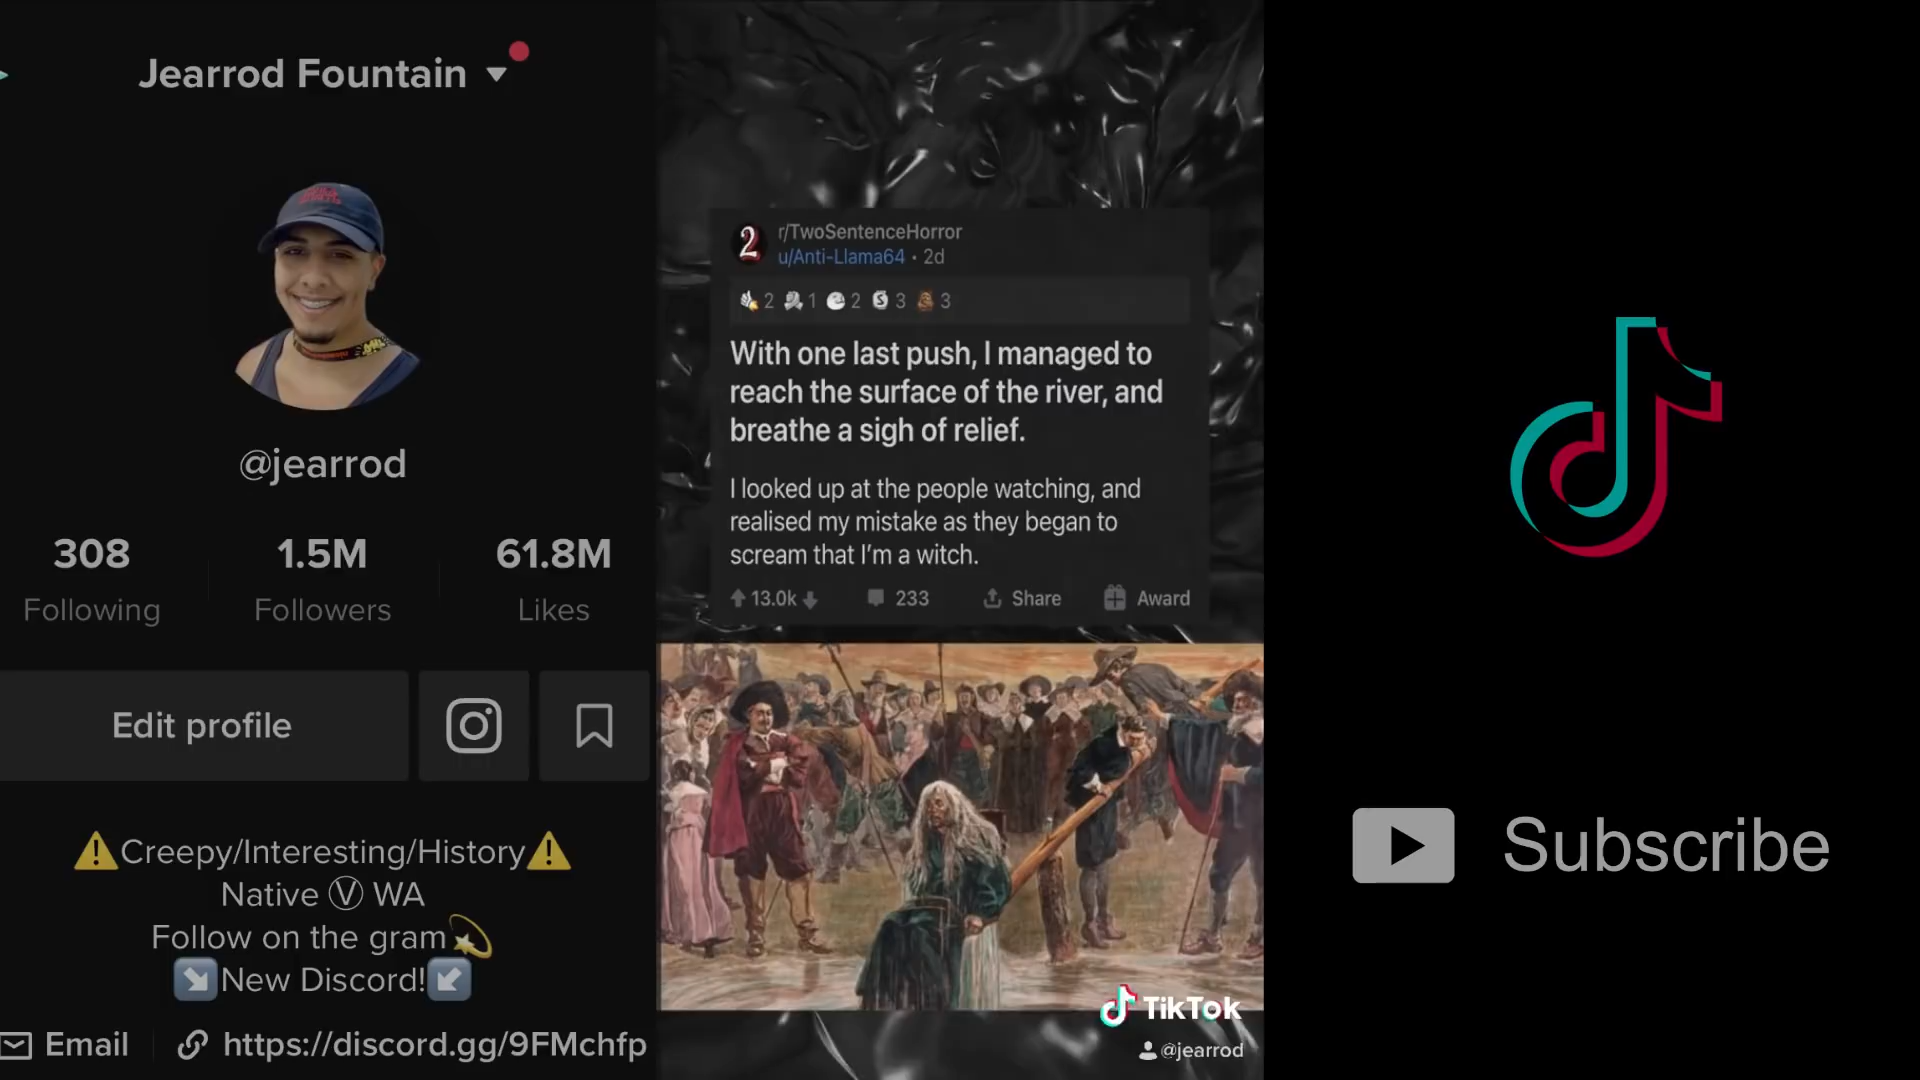 Jearrod Fountain
@jearrod
308
1.5M
61.8M
Following
Followers
Likes
Edit profile
Creepy/Interesting/History
Native Ⓥ WA
Follow on the gram
New Discord!
Email
https://discord.gg/9FMchfp
2
r/TwoSentenceHorror
u/Anti-Llama64 • 2d
2 1 2 S 3 3
With one last push, I managed to
reach the surface of the river, and
breathe a sigh of relief.
I looked up at the people watching, and
realised my mistake as they began to
scream that I'm a witch.
13.0k
233
Share
Award
TikTok
@jearrod
Subscribe